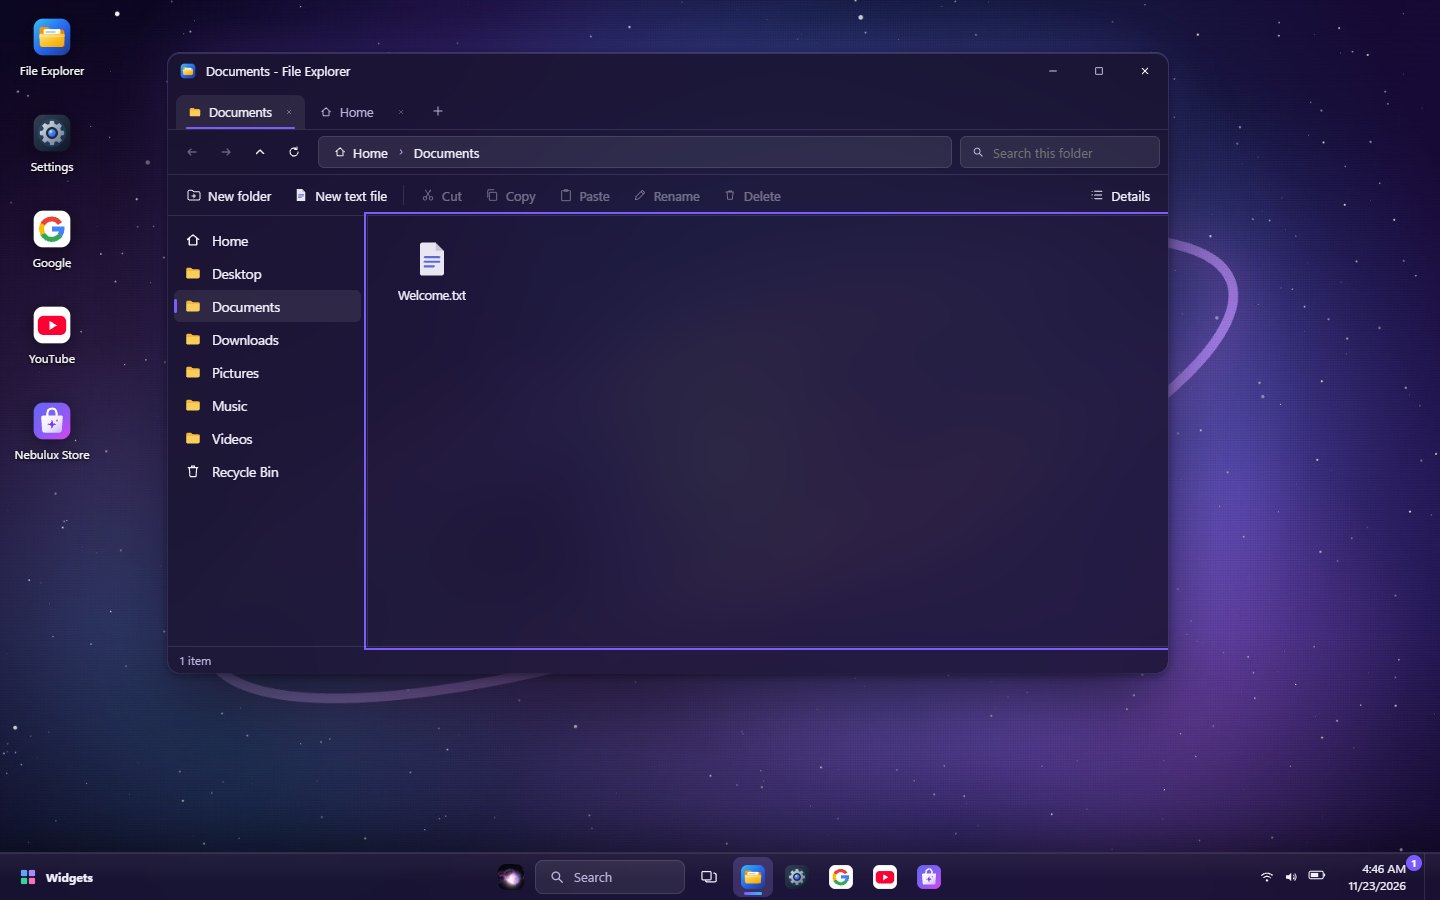 File Explorer
Settings
Google
YouTube
Nebulux Store
Documents - File Explorer
Documents
Home
Home
Documents
Search this folder
New folder
New text file
Cut
Copy
Paste
Rename
Delete
Details
Home
Desktop
Documents
Downloads
Pictures
Music
Videos
Recycle Bin
Welcome.txt
1 item
Widgets
Search
4:46 AM
1
11/23/2026